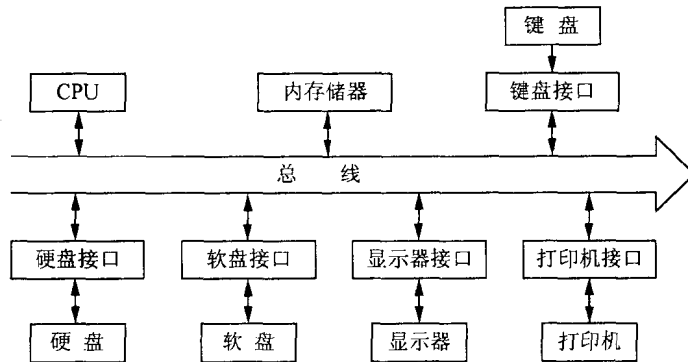 键 盘
CPU
内存储器
键盘接口
总 线
硬盘接口
软盘接口
显示器接口
打印机接口
硬 盘
软 盘
显示器
打印机